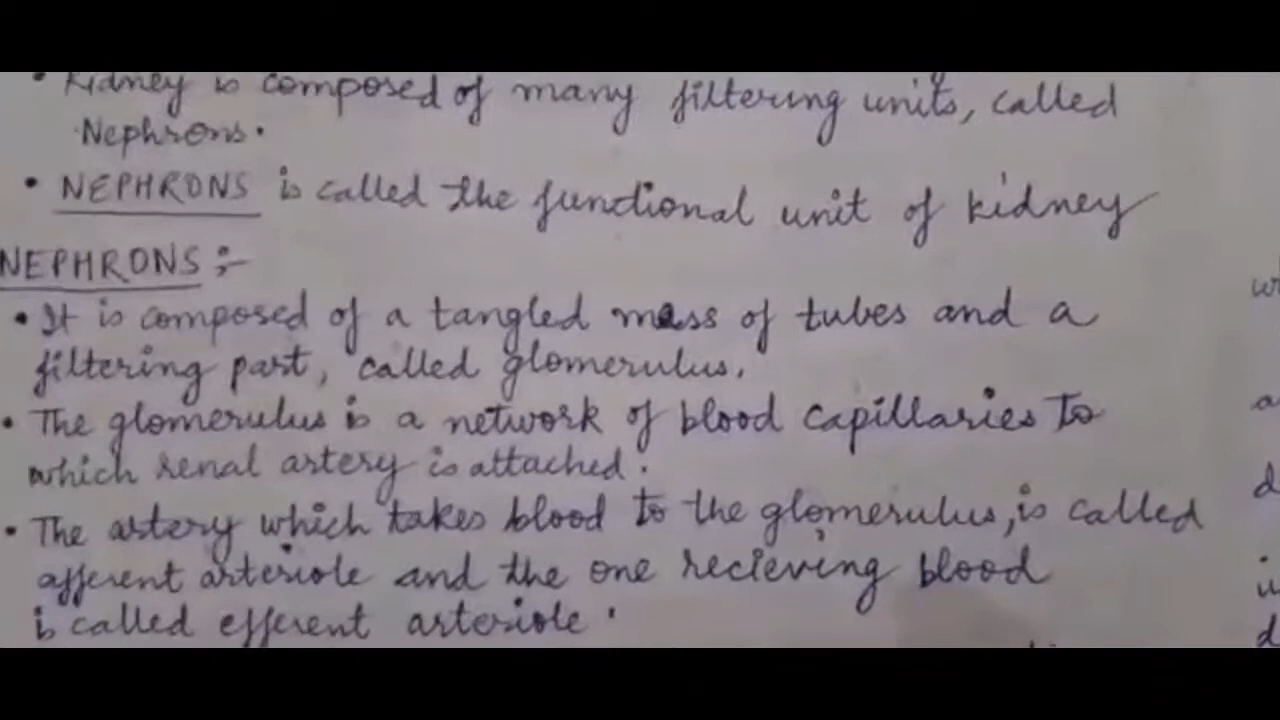 • Kidney is composed of many filtering units, called
Nephrons.
• NEPHRONS is called the functional unit of kidney
NEPHRONS :-
• It is composed of a tangled mass of tubes and a
filtering part, called glomerulus.
• The glomerulus is a network of blood capillaries to
which renal artery is attached.
• The artery which takes blood to the glomerulus, is called
afferent arteriole and the one recieving blood
is called efferent arteriole.